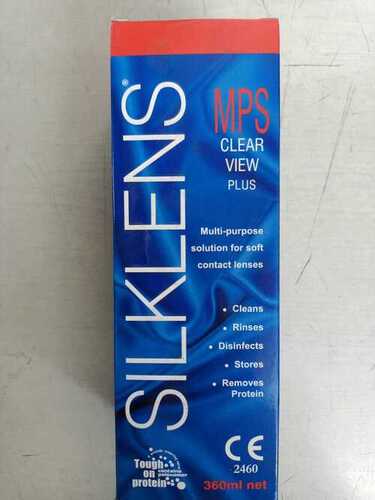 SILKLENS®
MPS
CLEAR
VIEW
PLUS
Multi-purpose
solution for soft
contact lenses
• Cleans
• Rinses
• Disinfects
• Stores
• Removes
Protein
Tough
on
protein
CE
2460
360ml net